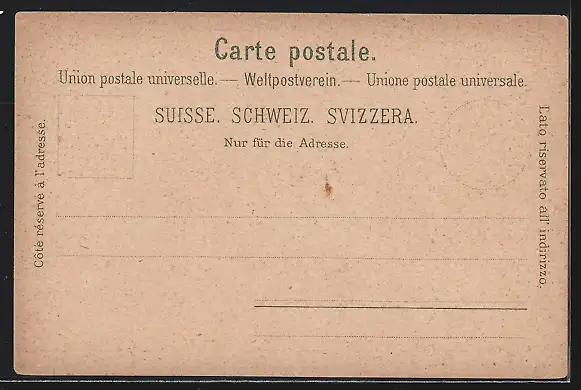 Carte postale.
Union postale universelle. — Weltpostverein. — Unione postale universale.
SUISSE. SCHWEIZ. SVIZZERA.
Nur für die Adresse.
Côté réservé à l'adresse.
Lato riservato all' indirizzo.